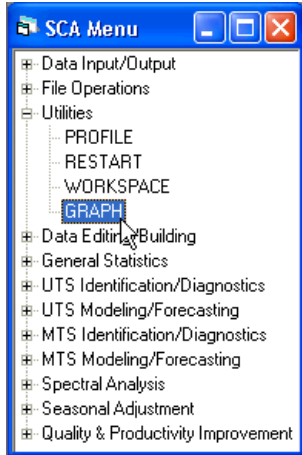 SCA Menu
Data Input/Output
File Operations
Utilities
PROFILE
RESTART
WORKSPACE
GRAPH
Data Editing/Building
General Statistics
UTS Identification/Diagnostics
UTS Modeling/Forecasting
MTS Identification/Diagnostics
MTS Modeling/Forecasting
Spectral Analysis
Seasonal Adjustment
Quality & Productivity Improvement